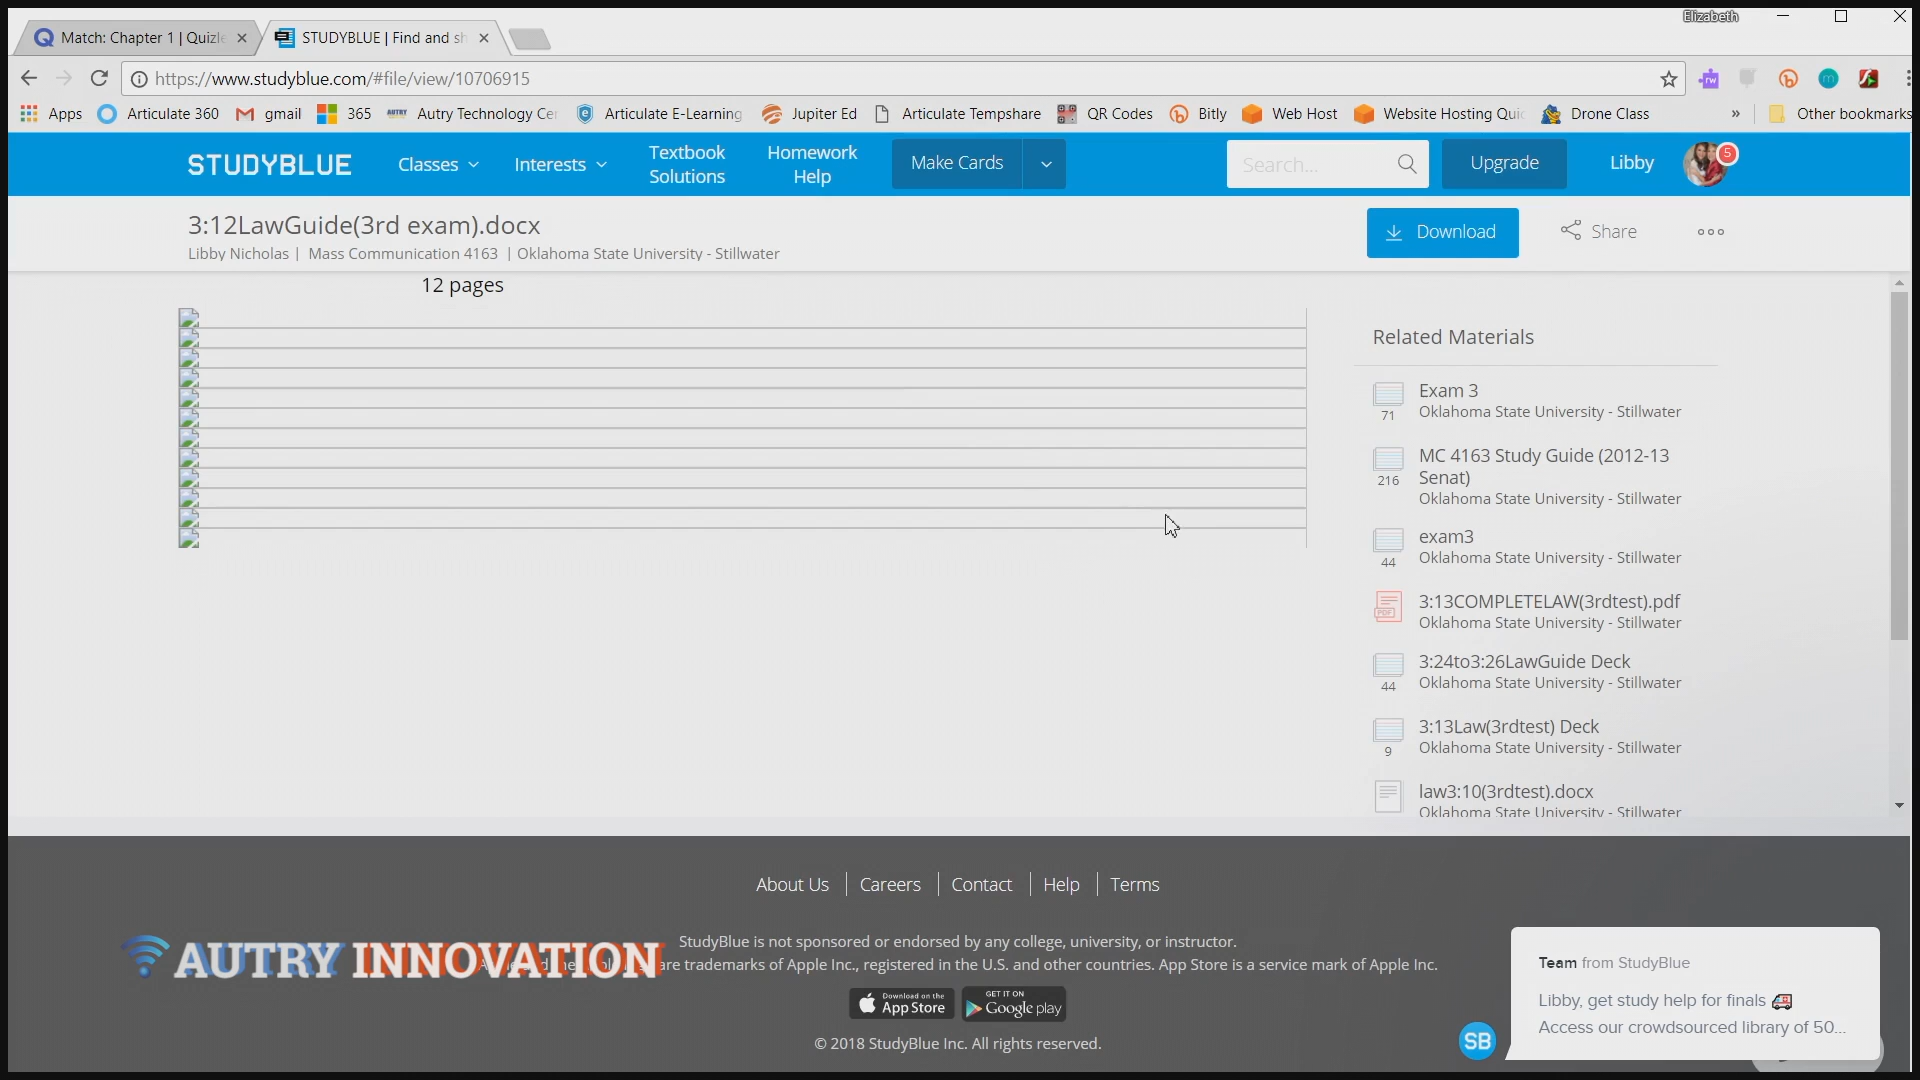 Elizabeth
Match: Chapter 1 | Quizle
STUDYBLUE | Find and sh
https://www.studyblue.com/#file/view/10706915
Apps
Articulate 360
gmail
365
Autry Technology Cen
Articulate E-Learning
Jupiter Ed
Articulate Tempshare
QR Codes
Bitly
Web Host
Website Hosting Quic
Drone Class
»
Other bookmarks
STUDYBLUE
Classes
Interests
Textbook
Solutions
Homework
Help
Make Cards
Search...
Upgrade
Libby
5
3:12LawGuide(3rd exam).docx
Libby Nicholas | Mass Communication 4163 | Oklahoma State University - Stillwater
Download
Share
12 pages
Related Materials
Exam 3
71
Oklahoma State University - Stillwater
MC 4163 Study Guide (2012-13
216
Senat)
Oklahoma State University - Stillwater
exam3
44
Oklahoma State University - Stillwater
3:13COMPLETELAW(3rdtest).pdf
PDF
Oklahoma State University - Stillwater
3:24to3:26LawGuide Deck
44
Oklahoma State University - Stillwater
3:13Law(3rdtest) Deck
9
Oklahoma State University - Stillwater
law3:10(3rdtest).docx
Oklahoma State University - Stillwater
About Us | Careers | Contact | Help | Terms
AUTRY INNOVATION
StudyBlue is not sponsored or endorsed by any college, university, or instructor.
are trademarks of Apple Inc., registered in the U.S. and other countries. App Store is a service mark of Apple Inc.
Download on the
App Store
GET IT ON
Google play
© 2018 StudyBlue Inc. All rights reserved.
Team from StudyBlue
Libby, get study help for finals 🚑
Access our crowdsourced library of 50...
SB